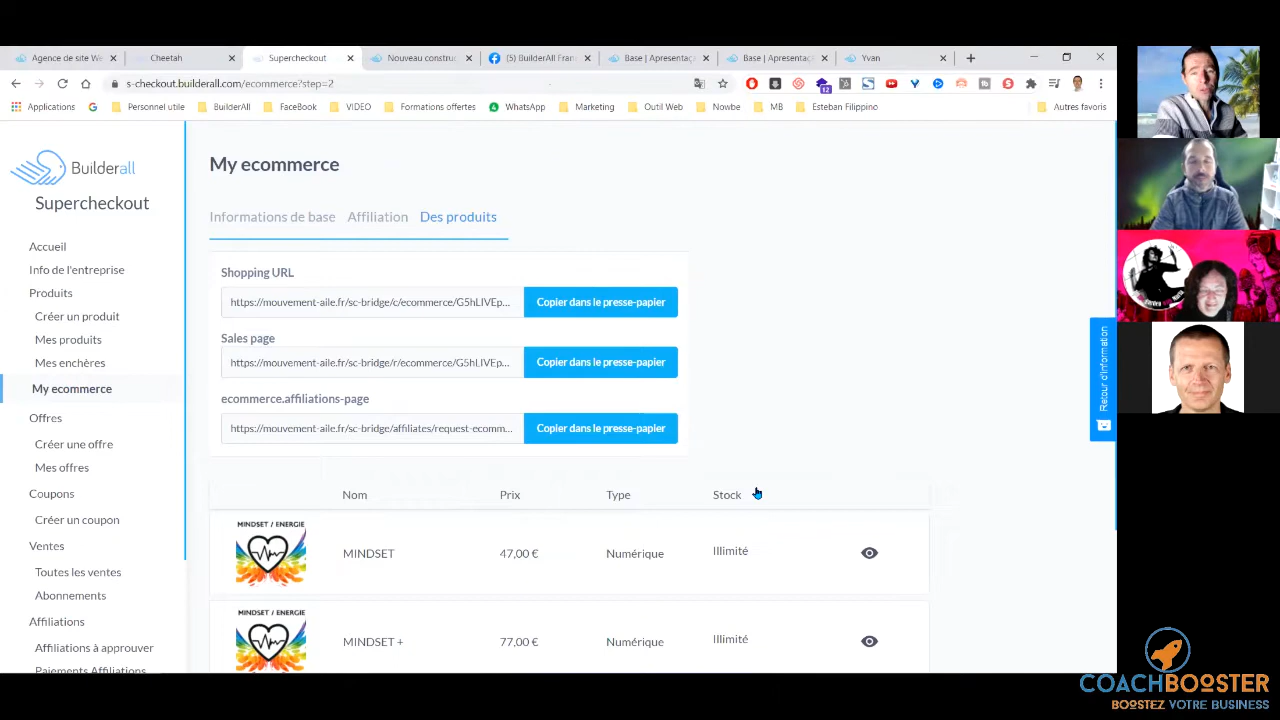 Agence de site We
Cheetah
Supercheckout
Nouveau construc
(5) BuilderAll Fran
Base | Apresentaç
Base | Apresentaç
Yvan
s-checkout.builderall.com/ecommerce?step=2
Applications
Personnel utile
BuilderAll
FaceBook
VIDEO
Formations offertes
WhatsApp
Marketing
Outil Web
Nowbe
MB
Esteban Filippino
Autres favoris
12
Builderall
Supercheckout
Accueil
Info de l'entreprise
Produits
Créer un produit
Mes produits
Mes enchères
My ecommerce
Offres
Créer une offre
Mes offres
Coupons
Créer un coupon
Ventes
Toutes les ventes
Abonnements
Affiliations
Affiliations à approuver
Paiements Affiliations
My ecommerce
Informations de base Affiliation Des produits
Shopping URL
https://mouvement-aile.fr/sc-bridge/c/ecommerce/G5hLIVEp... Copier dans le presse-papier
Sales page
https://mouvement-aile.fr/sc-bridge/r/ecommerce/G5hLIVEp... Copier dans le presse-papier
ecommerce.affiliations-page
https://mouvement-aile.fr/sc-bridge/affiliates/request-ecomm... Copier dans le presse-papier
Nom Prix Type Stock
MINDSET / ENERGIE
MINDSET 47,00 € Numérique Illimité
MINDSET / ENERGIE
MINDSET + 77,00 € Numérique Illimité
Retour d'information
COACHBOOSTER
BOOSTEZ VOTRE BUSINESS